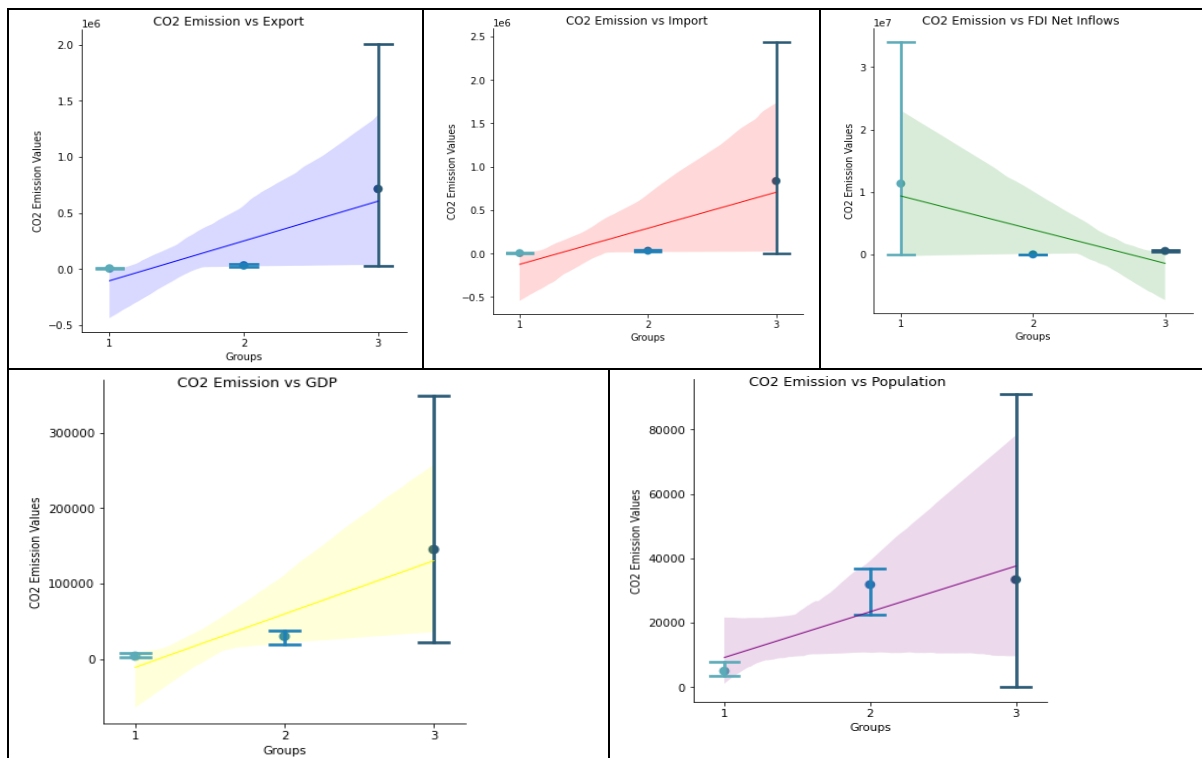 CO2 Emission vs Export
1e6
2.0
1.5
1.0
0.5
0.0
−0.5
CO2 Emission Values
1 2 3
Groups
CO2 Emission vs Import
1e6
2.5
2.0
1.5
1.0
0.5
0.0
−0.5
CO2 Emission Values
1 2 3
Groups
CO2 Emission vs FDI Net Inflows
1e7
3
2
1
0
CO2 Emission Values
1 2 3
Groups
CO2 Emission vs GDP
300000
200000
100000
0
CO2 Emission Values
1 2 3
Groups
CO2 Emission vs Population
80000
60000
40000
20000
0
CO2 Emission Values
1 2 3
Groups